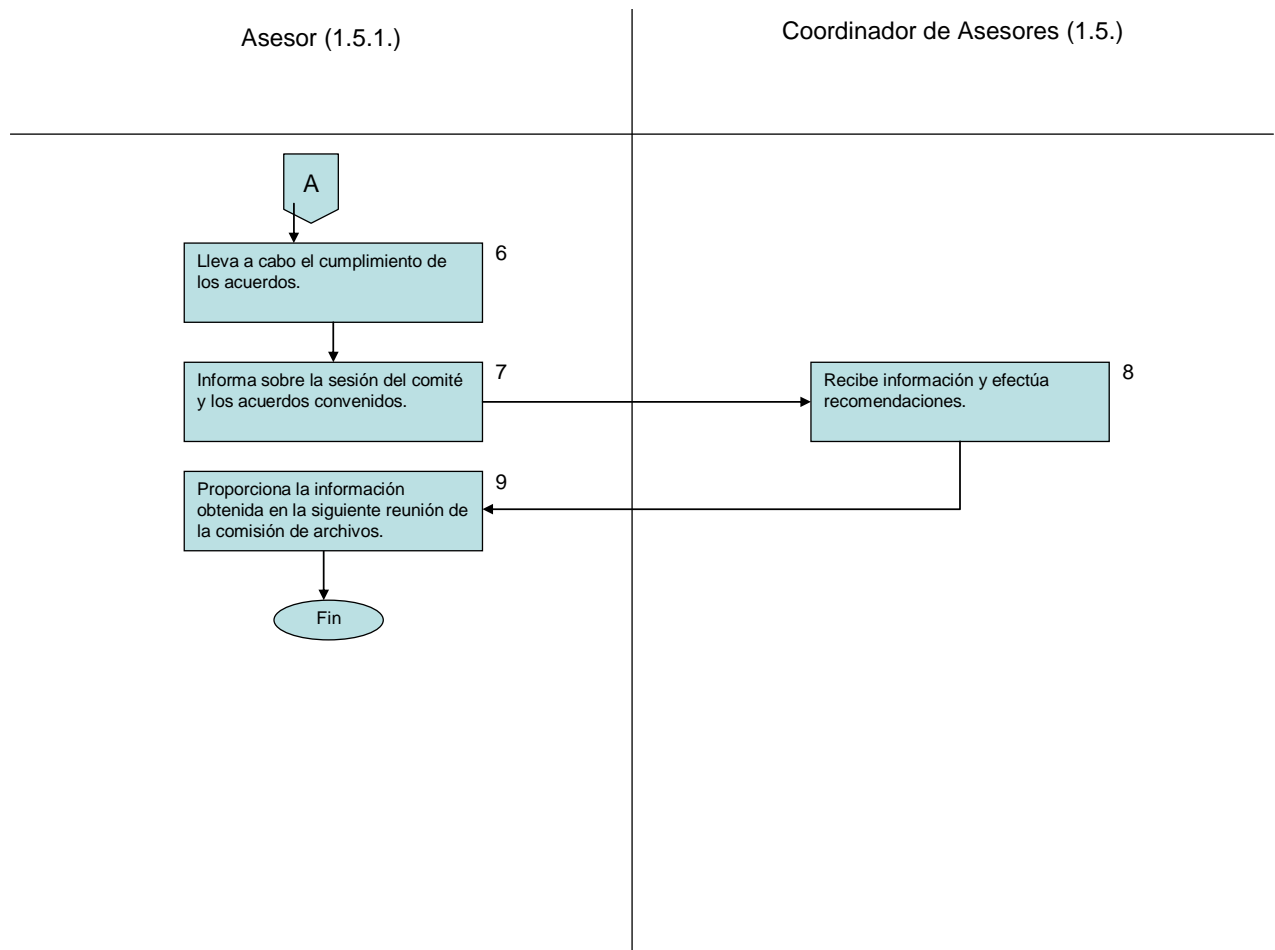 Asesor (1.5.1.)
Coordinador de Asesores (1.5.)
A
Lleva a cabo el cumplimiento de
los acuerdos.
6
Informa sobre la sesión del comité
y los acuerdos convenidos.
7
Recibe información y efectúa
recomendaciones.
8
Proporciona la información
obtenida en la siguiente reunión de
la comisión de archivos.
9
Fin